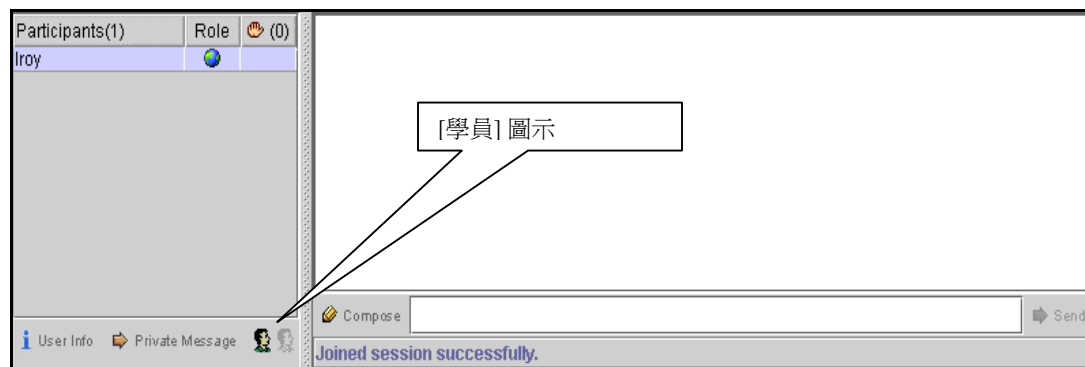 Participants(1) Role (0)
lroy
[學員] 圖示
Compose Send
User Info Private Message
Joined session successfully.